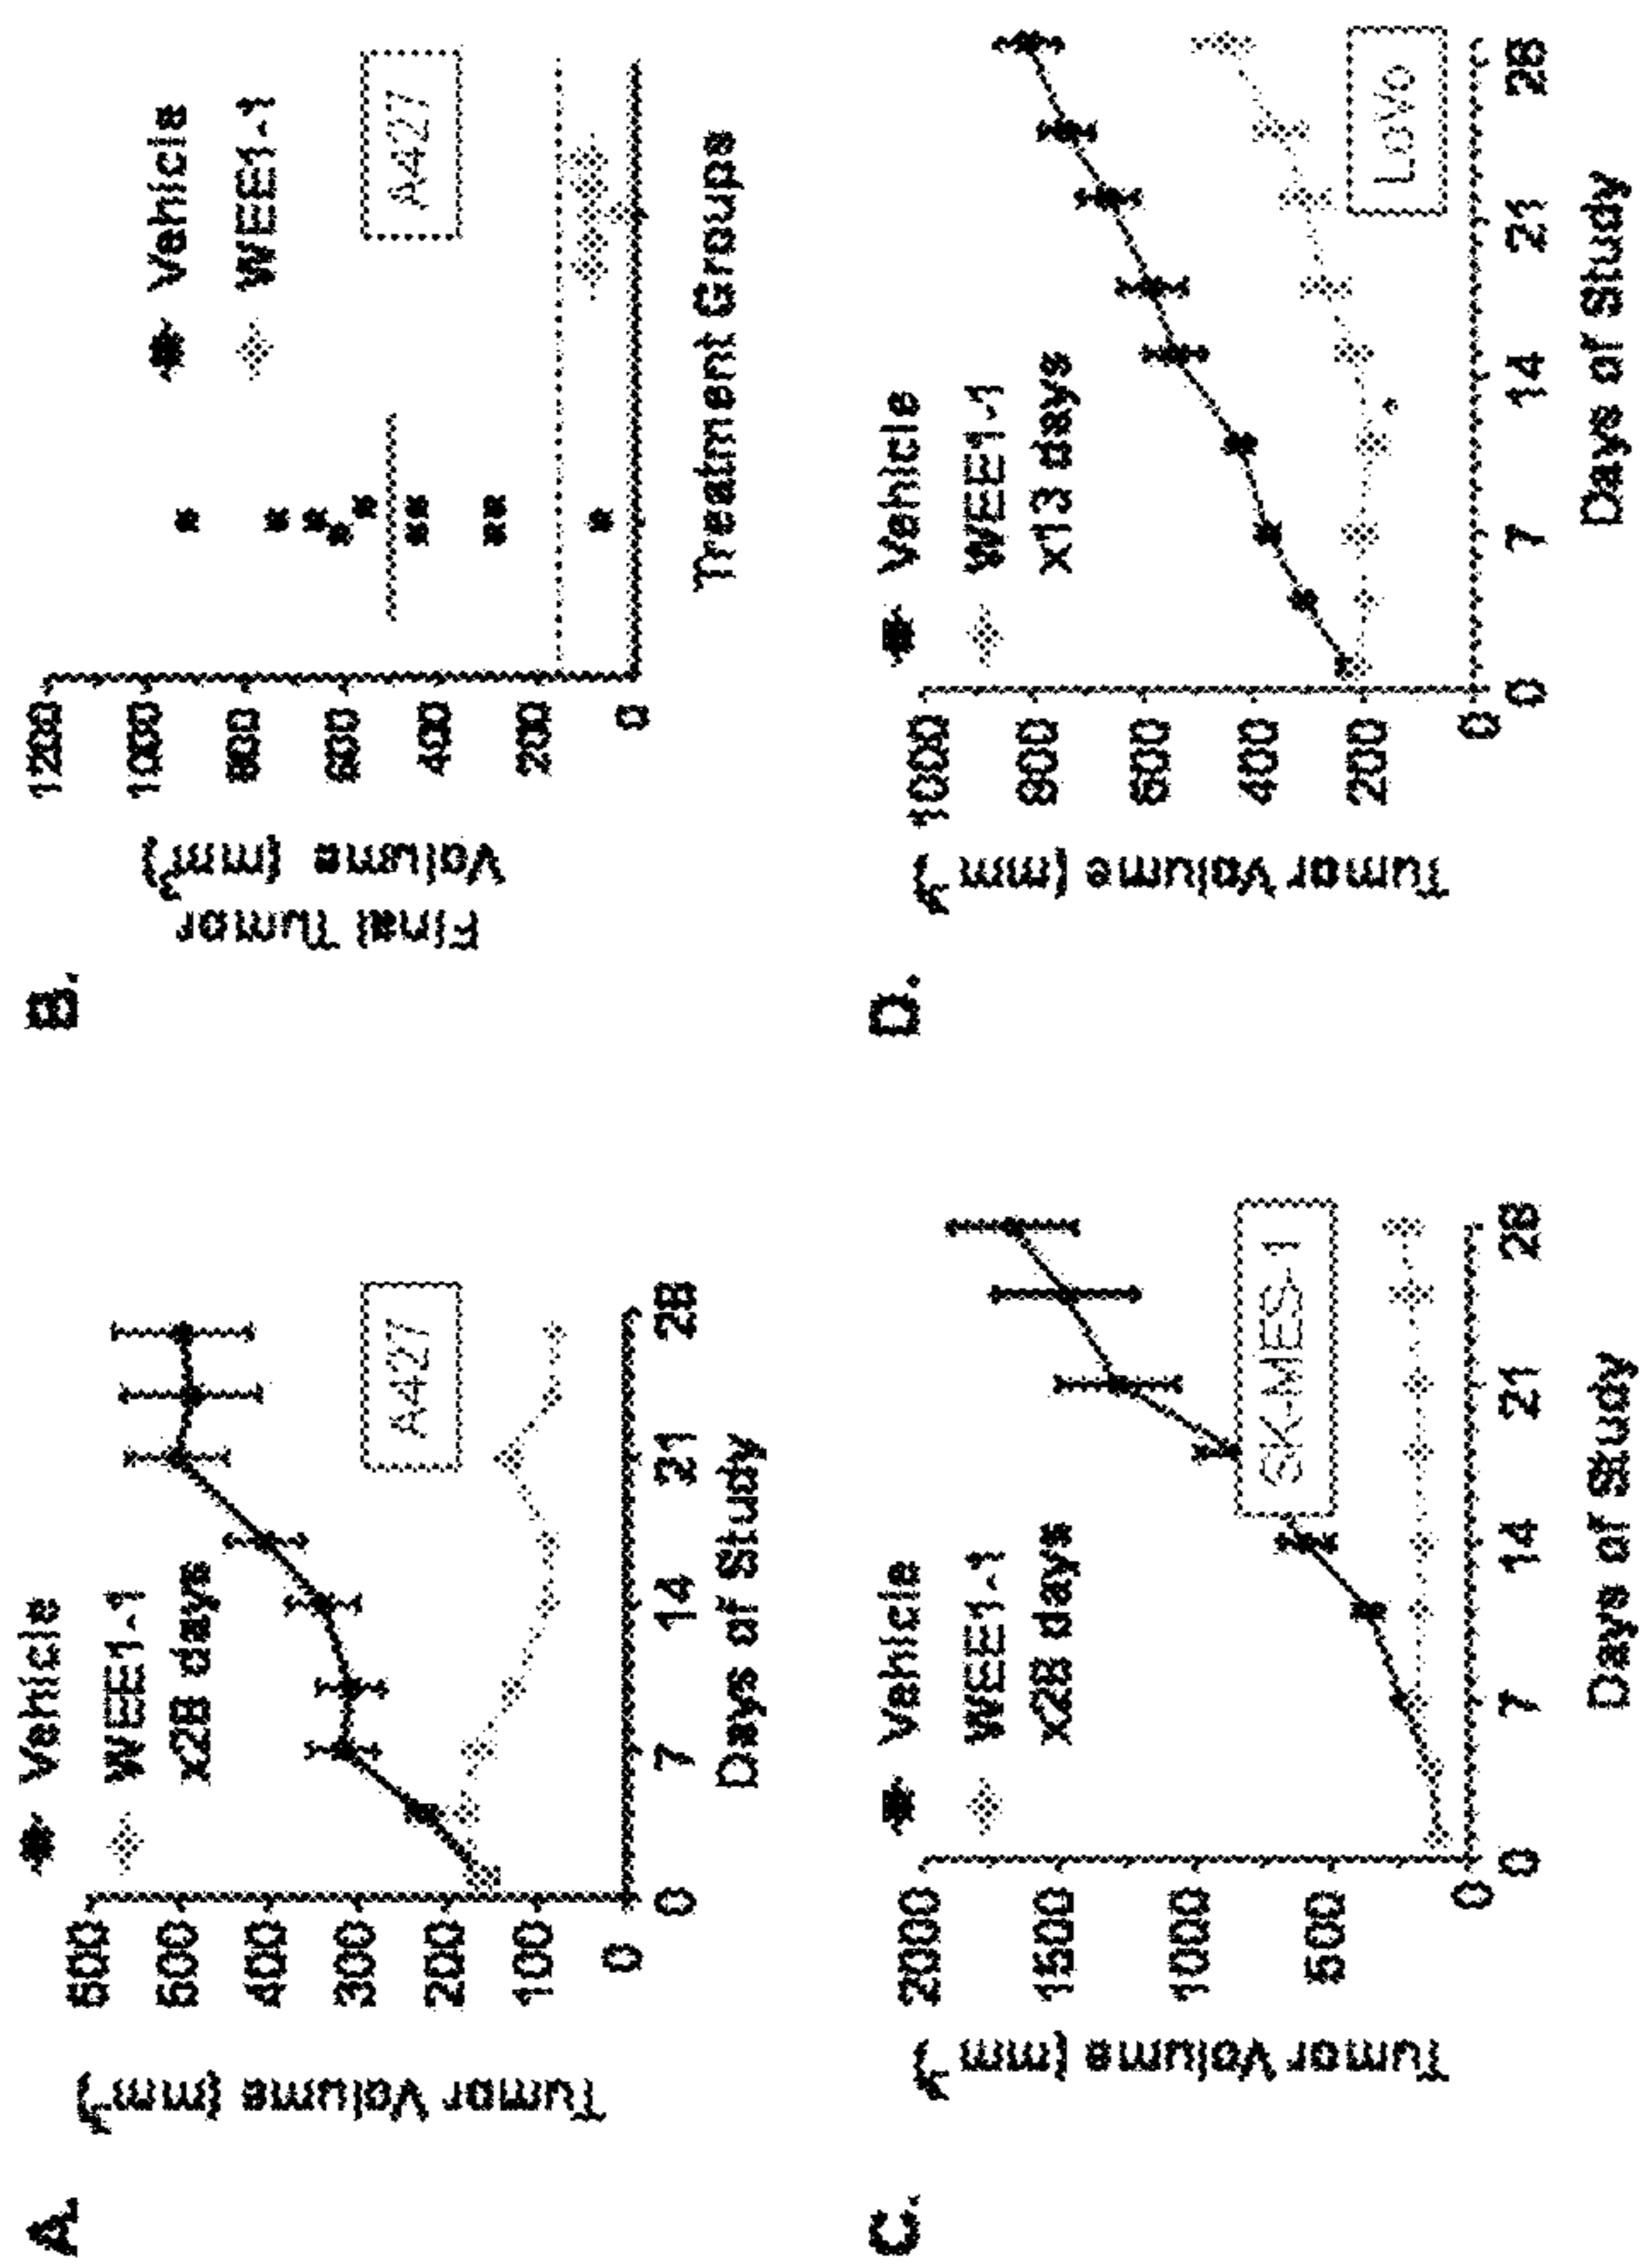 A.
Vehicle
WEE1-1
x28 days
A427
Tumor Volume (mm3)
600
500
400
300
200
100
0
0 7 14 21 28
Days of Study
B.
Vehicle
WEE1-1
A427
Final Tumor
Volume (mm3)
1200
1000
800
600
400
200
0
Treatment Groups
C.
Vehicle
WEE1-1
x28 days
SK-MES-1
Tumor Volume (mm3)
2000
1500
1000
500
0
0 7 14 21 28
Days of Study
D.
Vehicle
WEE1-1
x13 days
LoVo
Tumor Volume (mm3)
1000
800
600
400
200
0
0 7 14 21 28
Days of Study